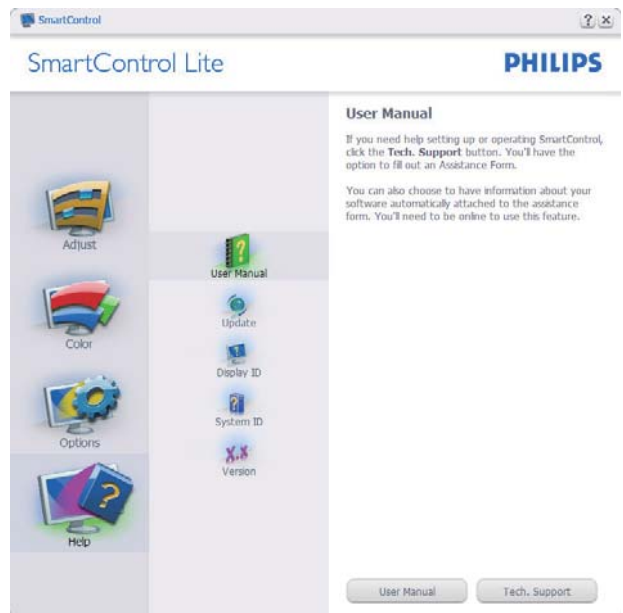 SmartControl
? ×
SmartControl Lite
PHILIPS
Adjust
Color
Options
Help
User Manual
Update
Display ID
System ID
X.X
Version
User Manual
If you need help setting up or operating SmartControl,
click the Tech. Support button. You'll have the
option to fill out an Assistance Form.
You can also choose to have information about your
software automatically attached to the assistance
form. You'll need to be online to use this feature.
User Manual
Tech. Support